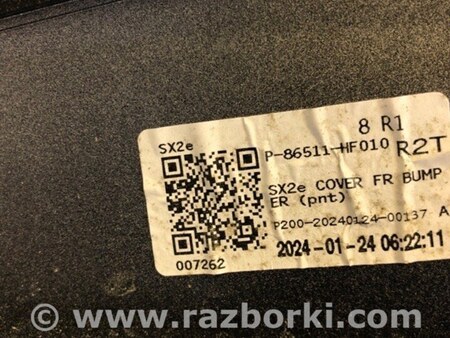 8 R1
SX2e
P-86511-HF010 R2T
SX2e COVER FR BUMP
ER (pnt)
P200-20240124-00137 A
2024-01-24 06:22:11
007262
© www.razborki.com